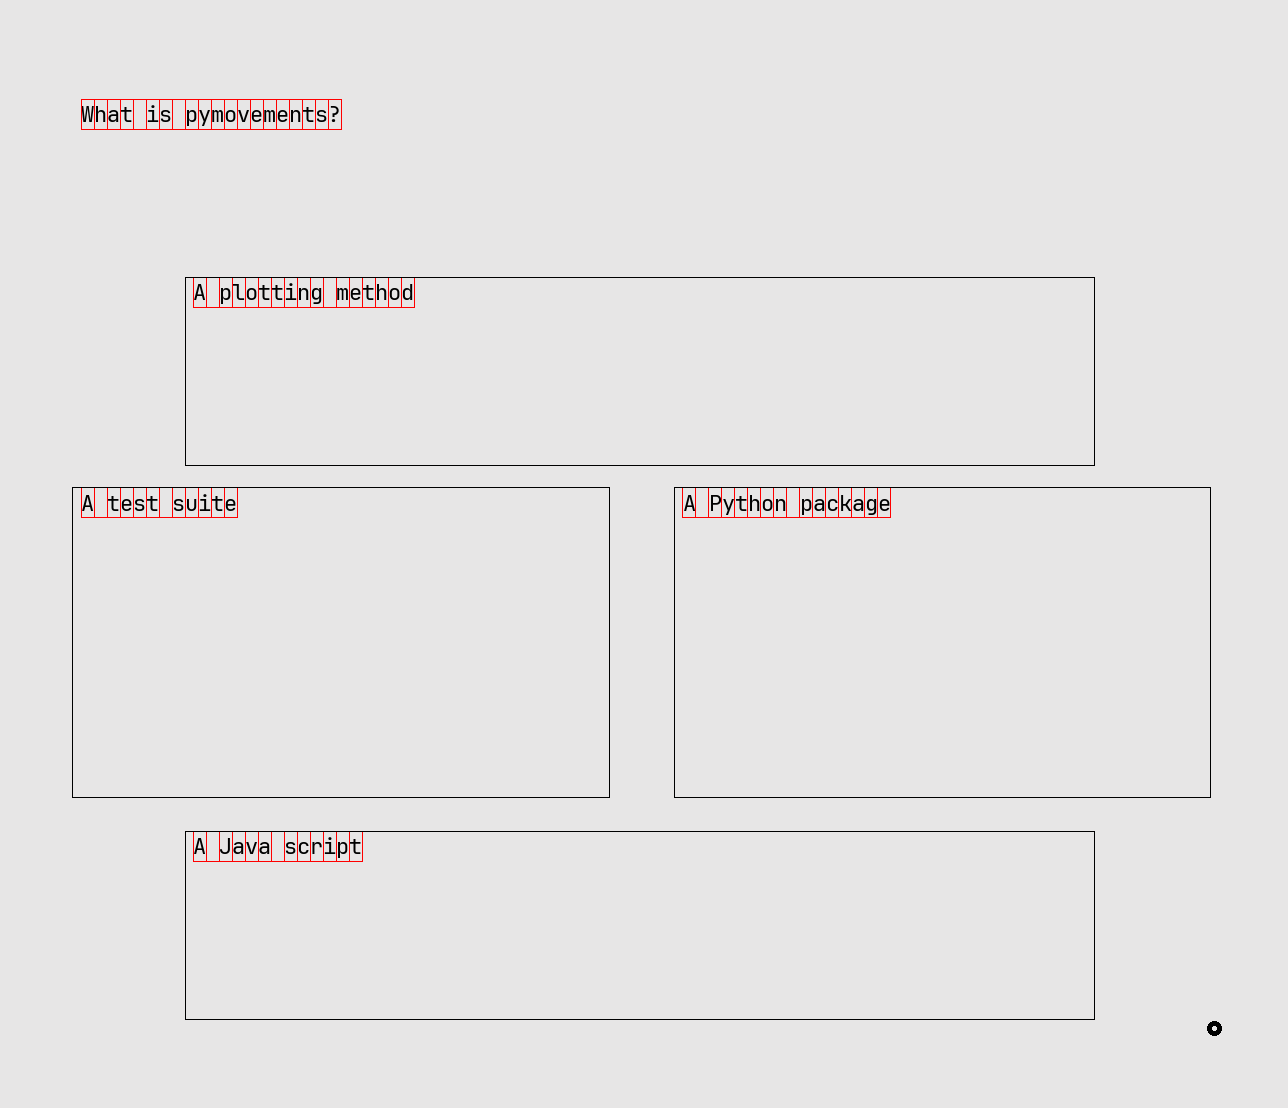 What is pymovements?
A plotting method
A test suite
A Python package
A Java script